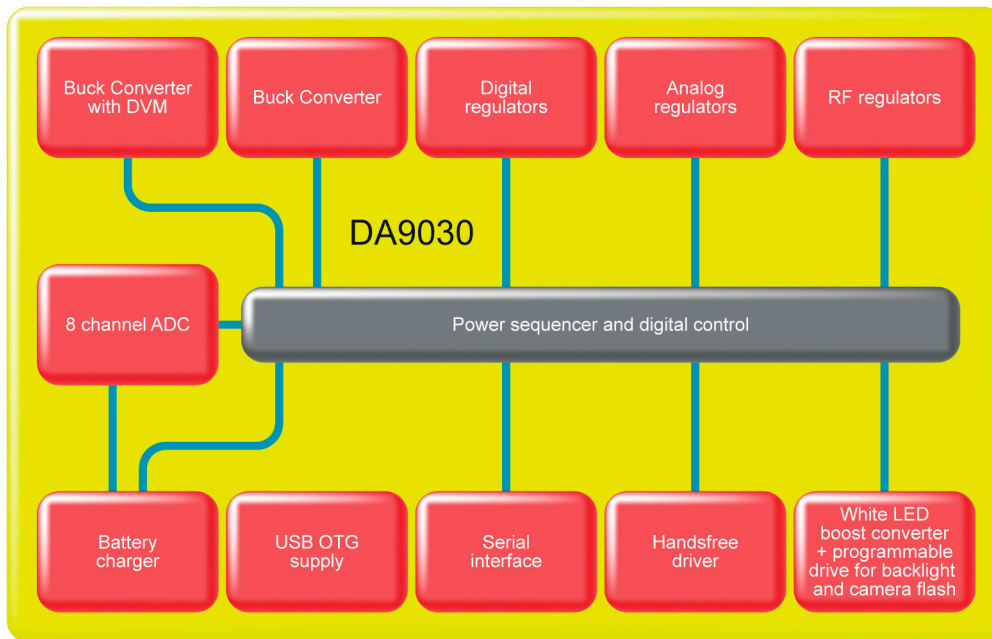 Buck Converter
with DVM
Buck Converter
Digital
regulators
Analog
regulators
RF regulators
DA9030
8 channel ADC
Power sequencer and digital control
Battery
charger
USB OTG
supply
Serial
interface
Handsfree
driver
White LED
boost converter
+ programmable
drive for backlight
and camera flash